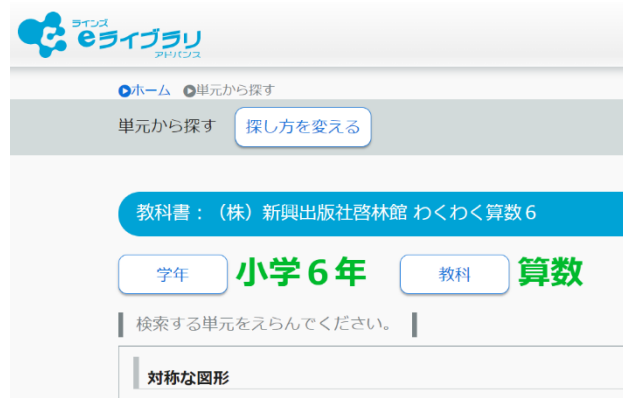 ラインズ
eライブラリ
アドバンス
ホーム 単元から探す
単元から探す 探し方を変える
教科書:(株)新興出版社啓林館 わくわく算数6
学年 小学6年 教科 算数
検索する単元をえらんでください。
対称な図形